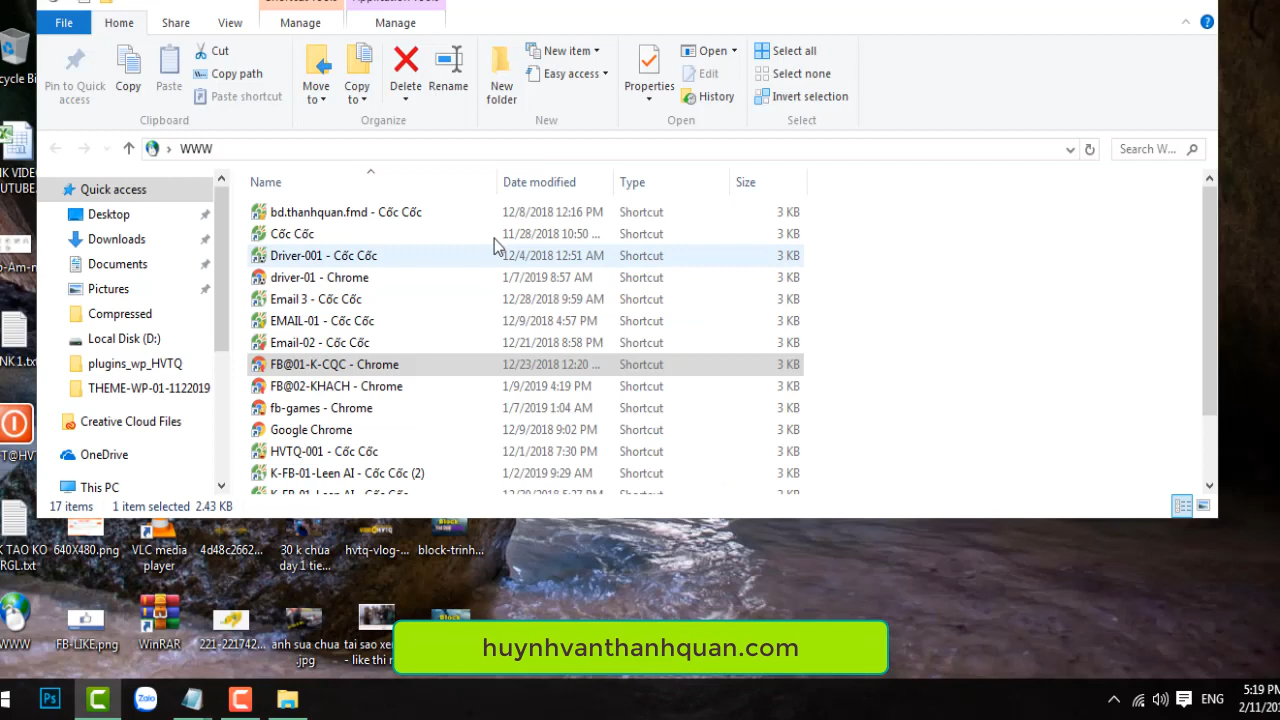 File
Home
Share
View
Manage
Manage
Pin to Quick access
Copy
Paste
Cut
Copy path
Paste shortcut
Clipboard
Move to
Copy to
Delete
Rename
Organize
New folder
New item
Easy access
New
Properties
Open
Edit
History
Open
Select all
Select none
Invert selection
Select
WWW
Search W...
Quick access
Desktop
Downloads
Documents
Pictures
Compressed
Local Disk (D:)
plugins_wp_HVTQ
THEME-WP-01-1122019
Creative Cloud Files
OneDrive
This PC
Name Date modified Type Size
bd.thanhquan.fmd - Cốc Cốc 12/8/2018 12:16 PM Shortcut 3 KB
Cốc Cốc 11/28/2018 10:50 ... Shortcut 3 KB
Driver-001 - Cốc Cốc 12/4/2018 12:51 AM Shortcut 3 KB
driver-01 - Chrome 1/7/2019 8:57 AM Shortcut 3 KB
Email 3 - Cốc Cốc 12/28/2018 9:59 AM Shortcut 3 KB
EMAIL-01 - Cốc Cốc 12/9/2018 4:57 PM Shortcut 3 KB
Email-02 - Cốc Cốc 12/21/2018 8:58 PM Shortcut 3 KB
FB@01-K-CQC - Chrome 12/23/2018 12:20 ... Shortcut 3 KB
FB@02-KHACH - Chrome 1/9/2019 4:19 PM Shortcut 3 KB
fb-games - Chrome 1/7/2019 1:04 AM Shortcut 3 KB
Google Chrome 12/9/2018 9:02 PM Shortcut 3 KB
HVTQ-001 - Cốc Cốc 12/1/2018 7:30 PM Shortcut 3 KB
K-FB-01-Leen AI - Cốc Cốc (2) 1/2/2019 9:29 AM Shortcut 3 KB
17 items 1 item selected 2.43 KB
640X480.png
VLC media player
4d48c2662...
30 k chùa day 1 tie...
hvtq-vlog-...
block-trinh...
WWW
FB-LIKE.png
WinRAR
221-221742...
anh sua chua .jpg
tai sao xe
- like thi
huynhvanthanhquan.com
Ps
Zalo
ENG
5:19 PM